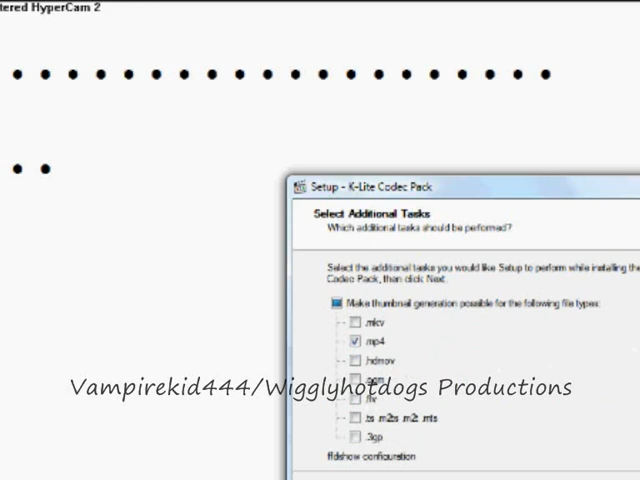 tered HyperCam 2
Setup - K-Lite Codec Pack
Select Additional Tasks
Which additional tasks should be performed?
Select the additional tasks you would like Setup to perform while installing the
Codec Pack, then click Next.
Make thumbnail generation possible for the following file types:
.mkv
.mp4
.hdmov
Vampirekid444/Wigglyhotdogs Productions
.flv
.ts .m2ts .m2t .mts
.3gp
ffdshow configuration